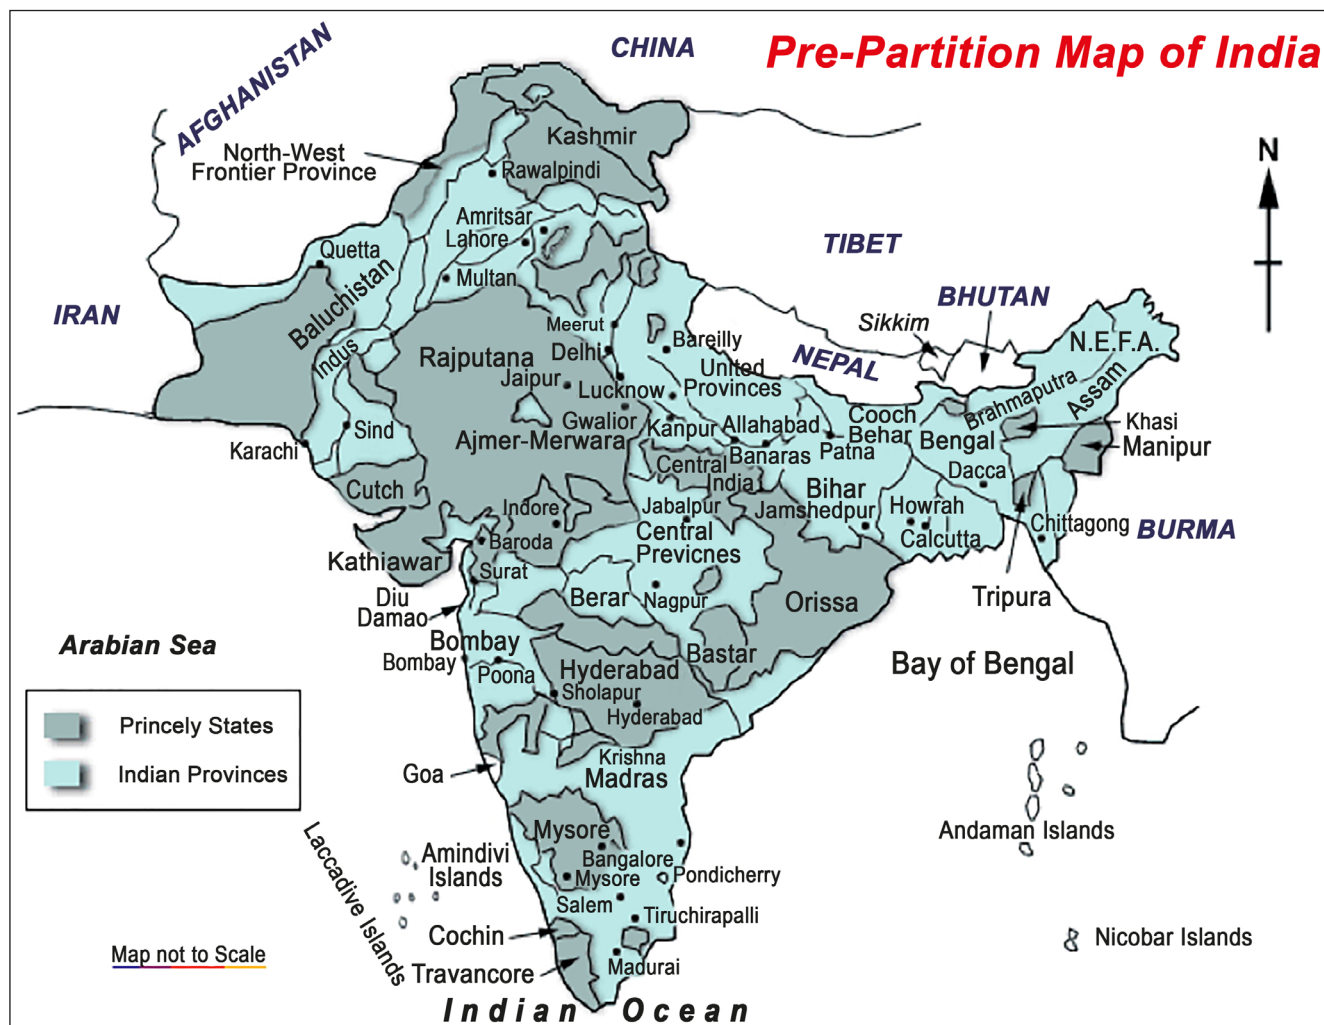 Pre-Partition Map of India
CHINA
AFGHANISTAN
N
North-West
Frontier Province
Kashmir
Rawalpindi
Amritsar
Lahore
Quetta
Multan
TIBET
IRAN
Baluchistan
BHUTAN
Sikkim
NEPAL
N.E.F.A.
Indus
Meerut
Bareilly
Rajputana
Delhi
United
Provinces
Jaipur
Lucknow
Brahmaputra
Assam
Gwalior
Kanpur
Allahabad
Cooch
Behar
Khasi
Sind
Karachi
Ajmer-Merwara
Banaras
Patna
Bengal
Manipur
Central
India
Dacca
Cutch
Bihar
Indore
Jabalpur
Jamshedpur
Howrah
Calcutta
Chittagong
BURMA
Baroda
Central
Previcnes
Kathiawar
Surat
Diu
Damao
Berar
Nagpur
Orissa
Tripura
Arabian Sea
Bombay
Bombay
Poona
Bastar
Hyderabad
Sholapur
Hyderabad
Bay of Bengal
Princely States
Indian Provinces
Goa
Krishna
Madras
Mysore
Bangalore
Mysore
Andaman Islands
Laccadive Islands
Amindivi
Islands
Pondicherry
Salem
Tiruchirapalli
Cochin
Madurai
Travancore
Nicobar Islands
Map not to Scale
Indian Ocean